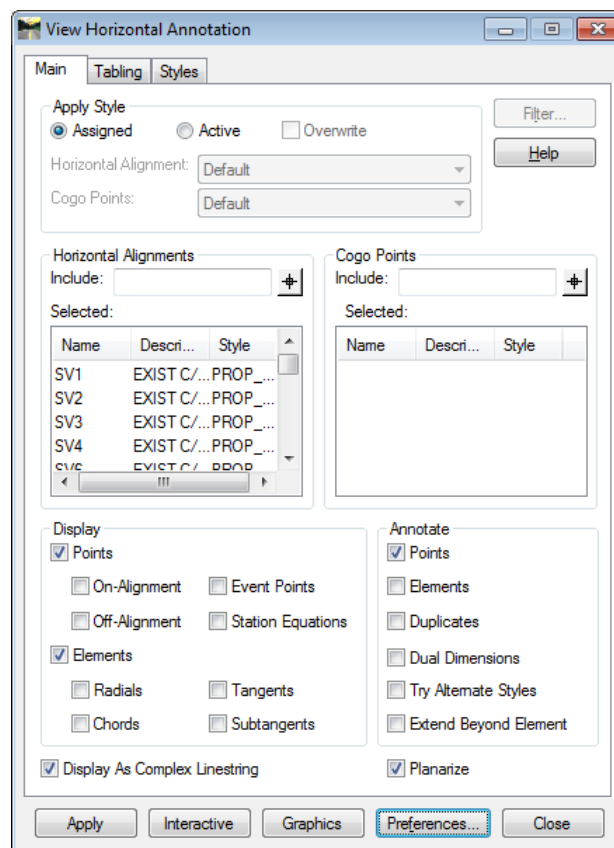 View Horizontal Annotation
Main Tabling Styles
Apply Style
Assigned Active Overwrite
Filter...
Help
Horizontal Alignment: Default
Cogo Points: Default
Horizontal Alignments
Include:
Selected:
Name Descri... Style
SV1 EXIST C/...PROP_...
SV2 EXIST C/...PROP_...
SV3 EXIST C/...PROP_...
SV4 EXIST C/...PROP_...
SV6 EXIST C/...PROP
Cogo Points
Include:
Selected:
Name Descri... Style
Display
Points
On-Alignment Event Points
Off-Alignment Station Equations
Elements
Radials Tangents
Chords Subtangents
Annotate
Points
Elements
Duplicates
Dual Dimensions
Try Alternate Styles
Extend Beyond Element
Display As Complex Linestring
Planarize
Apply Interactive Graphics Preferences... Close